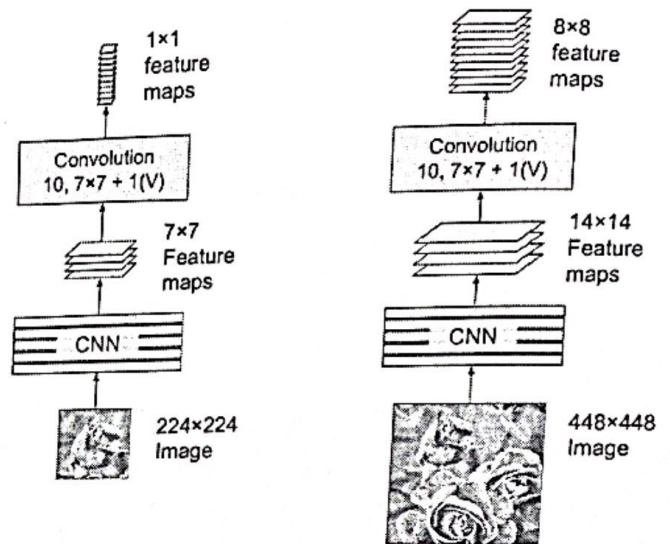 1×1
feature
maps
Convolution
10, 7×7 + 1(V)
7×7
Feature
maps
CNN
224×224
Image
8×8
feature
maps
Convolution
10, 7×7 + 1(V)
14×14
Feature
maps
CNN
448×448
Image